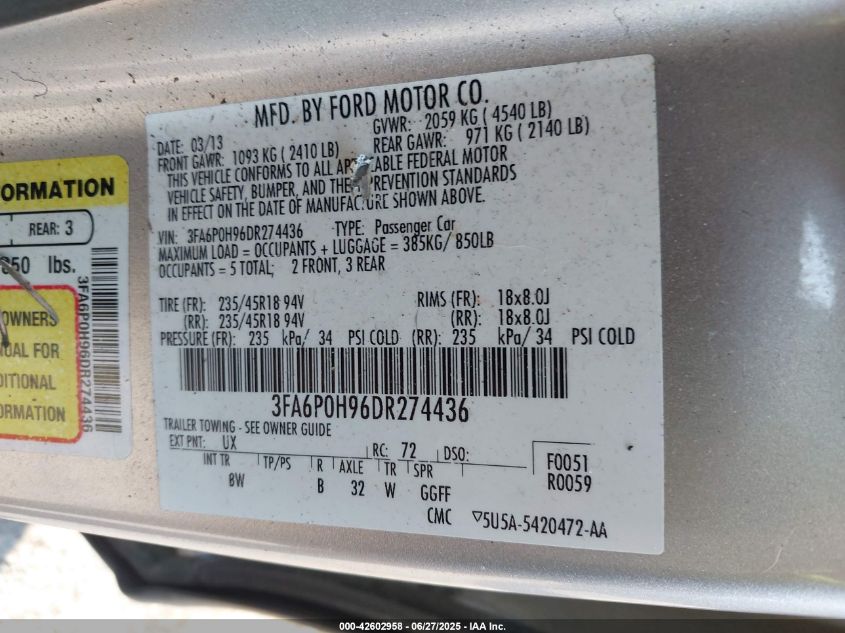 MFD. BY FORD MOTOR CO.
DATE: 03/13 GVWR: 2059 KG ( 4540 LB)
FRONT GAWR: 1093 KG ( 2410 LB) REAR GAWR: 971 KG ( 2140 LB)
THIS VEHICLE CONFORMS TO ALL FEDERAL MOTOR
VEHICLE SAFETY, BUMPER, AND PREVENTION STANDARDS
IN EFFECT ON THE DATE OF MANUFACTURE SHOWN ABOVE.
VIN: 3FA6P0H96DR274436 TYPE: Passenger Car
MAXIMUM LOAD = OCCUPANTS + LUGGAGE = 385KG/ 850LB
OCCUPANTS = 5 TOTAL; 2 FRONT, 3 REAR
TIRE (FR): 235/45R18 94V RIMS (FR): 18x8.0J
(RR): 235/45R18 94V (RR): 18x8.0J
PRESSURE (FR): 235 kPa/ 34 PSI COLD (RR): 235 kPa/ 34 PSI COLD
3FA6P0H96DR274436
TRAILER TOWING - SEE OWNER GUIDE
EXT PNT: UX RC: 72 DSO:
INT TR TP/PS R AXLE TR SPR
8W B 32 W GGFF
F0051
R0059
CMC ▽5U5A-5420472-AA
ORMATION
REAR: 3
850 lbs.
OWNERS
UAL FOR
DITIONAL
FORMATION
3FA6P0H96DR274436
000-42602958 | 06/27/2025 - IAA Inc.